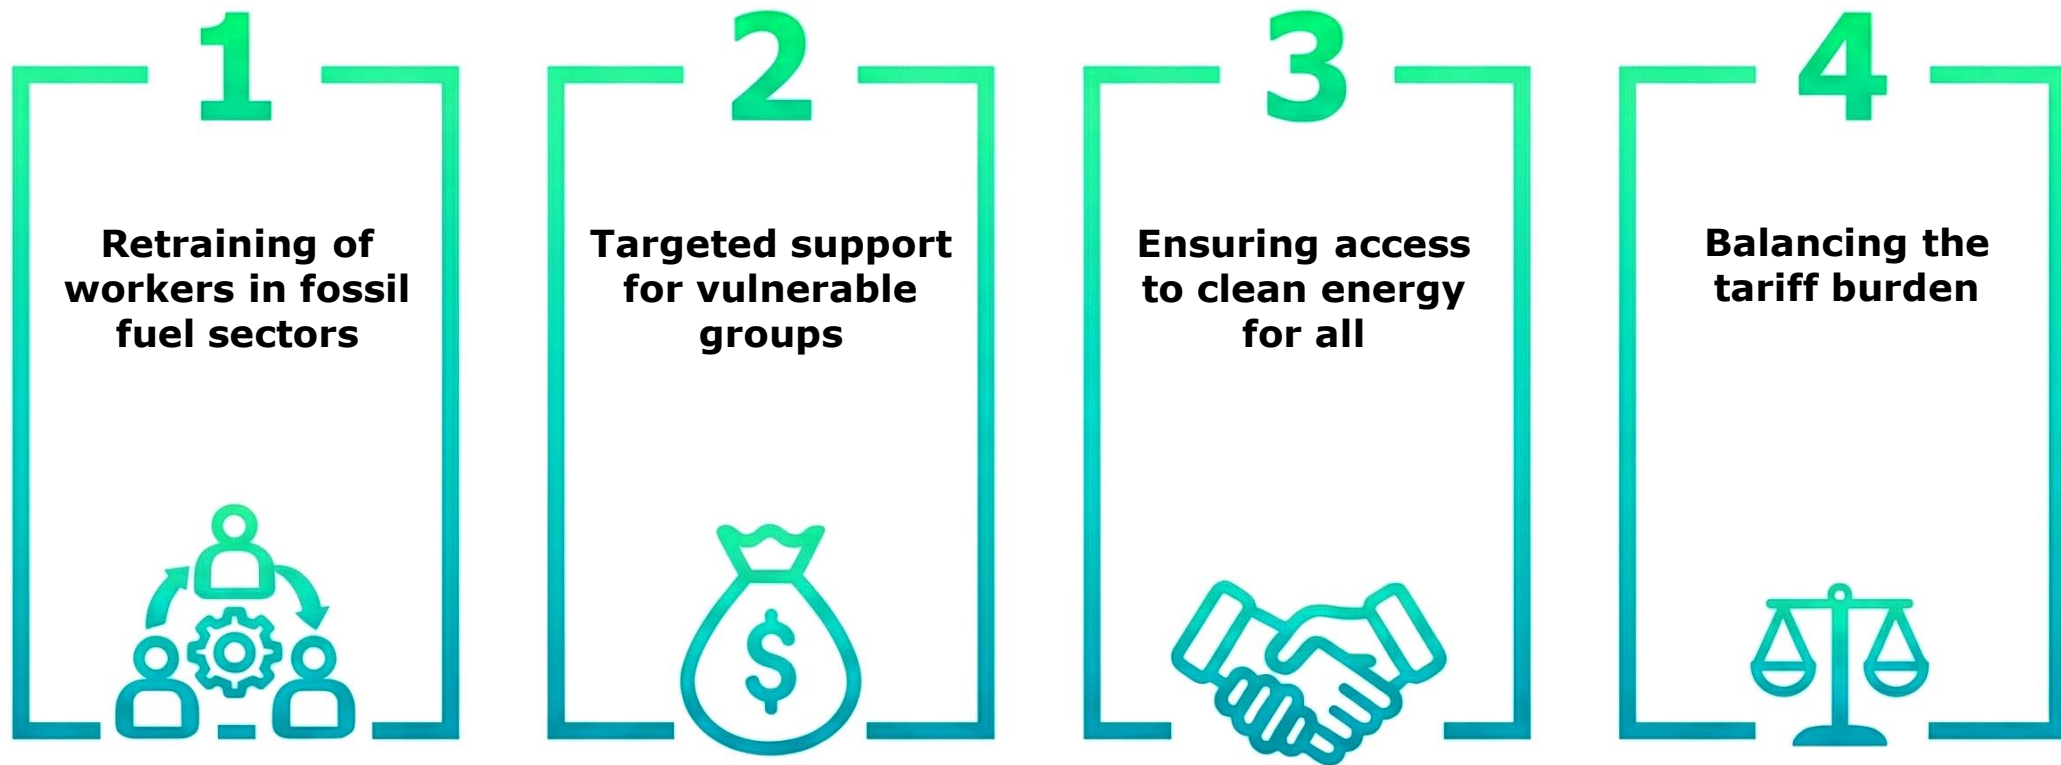 1
Retraining of
workers in fossil
fuel sectors
$
2
Targeted support
for vulnerable
groups
3
Ensuring access
to clean energy
for all
4
Balancing the
tariff burden